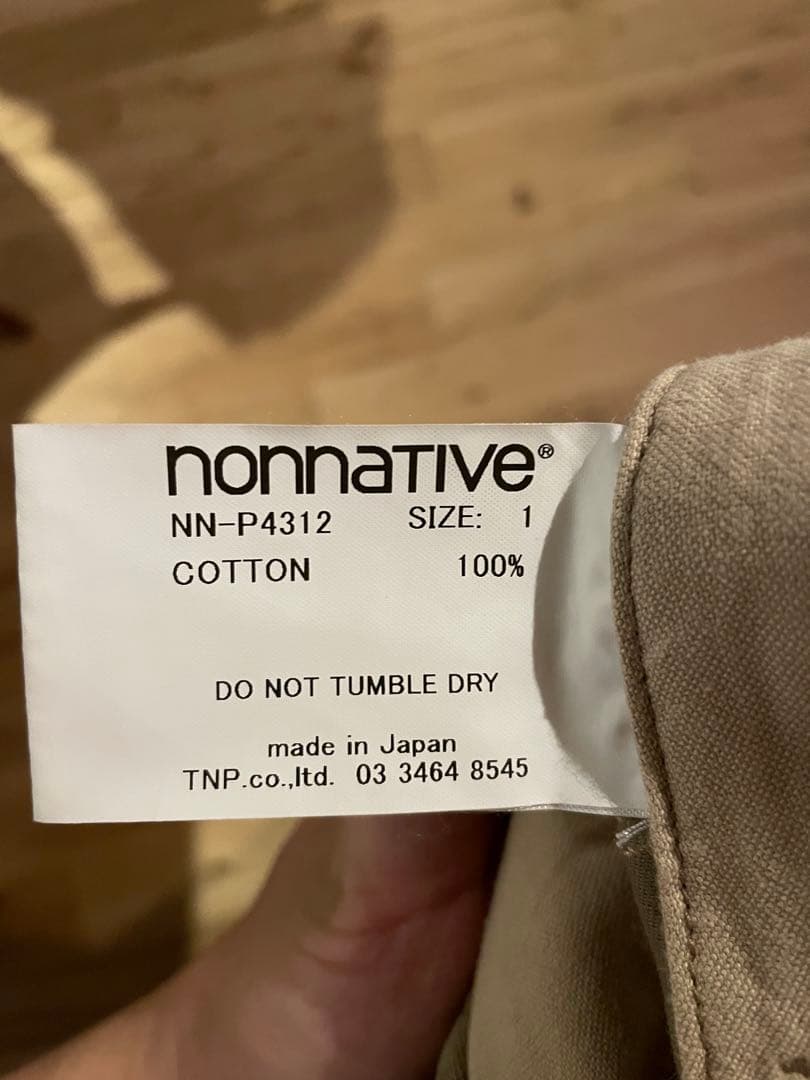 nonnative®
NN-P4312 SIZE: 1
COTTON 100%
DO NOT TUMBLE DRY
made in Japan
TNP.co.,ltd. 03 3464 8545